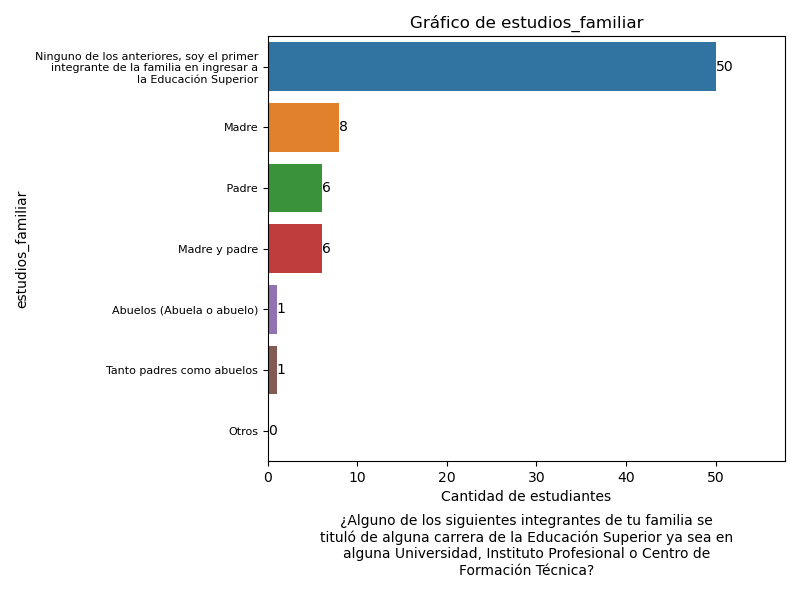 Gráfico de estudios_familiar
Ninguno de los anteriores, soy el primer
integrante de la familia en ingresar a
la Educación Superior
50
Madre
8
Padre
6
Madre y padre
6
Abuelos (Abuela o abuelo)
1
Tanto padres como abuelos
1
Otros
0
estudios_familiar
0 10 20 30 40 50
Cantidad de estudiantes
¿Alguno de los siguientes integrantes de tu familia se
tituló de alguna carrera de la Educación Superior ya sea en
alguna Universidad, Instituto Profesional o Centro de
Formación Técnica?